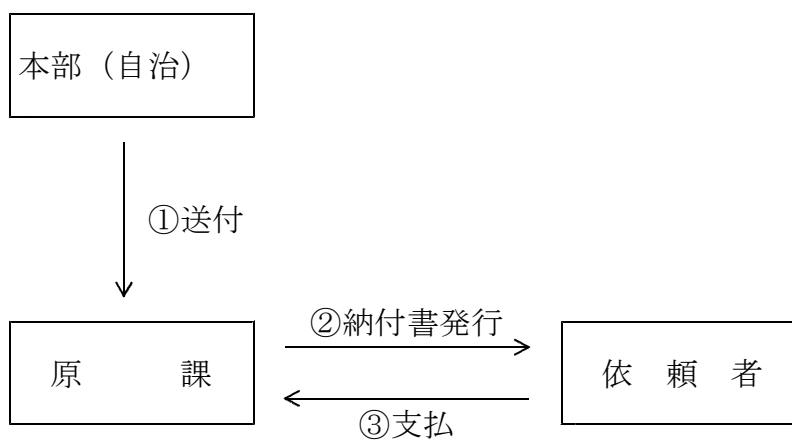 本部（自治）
①送付
②納付書発行
原　　課
依　頼　者
③支払